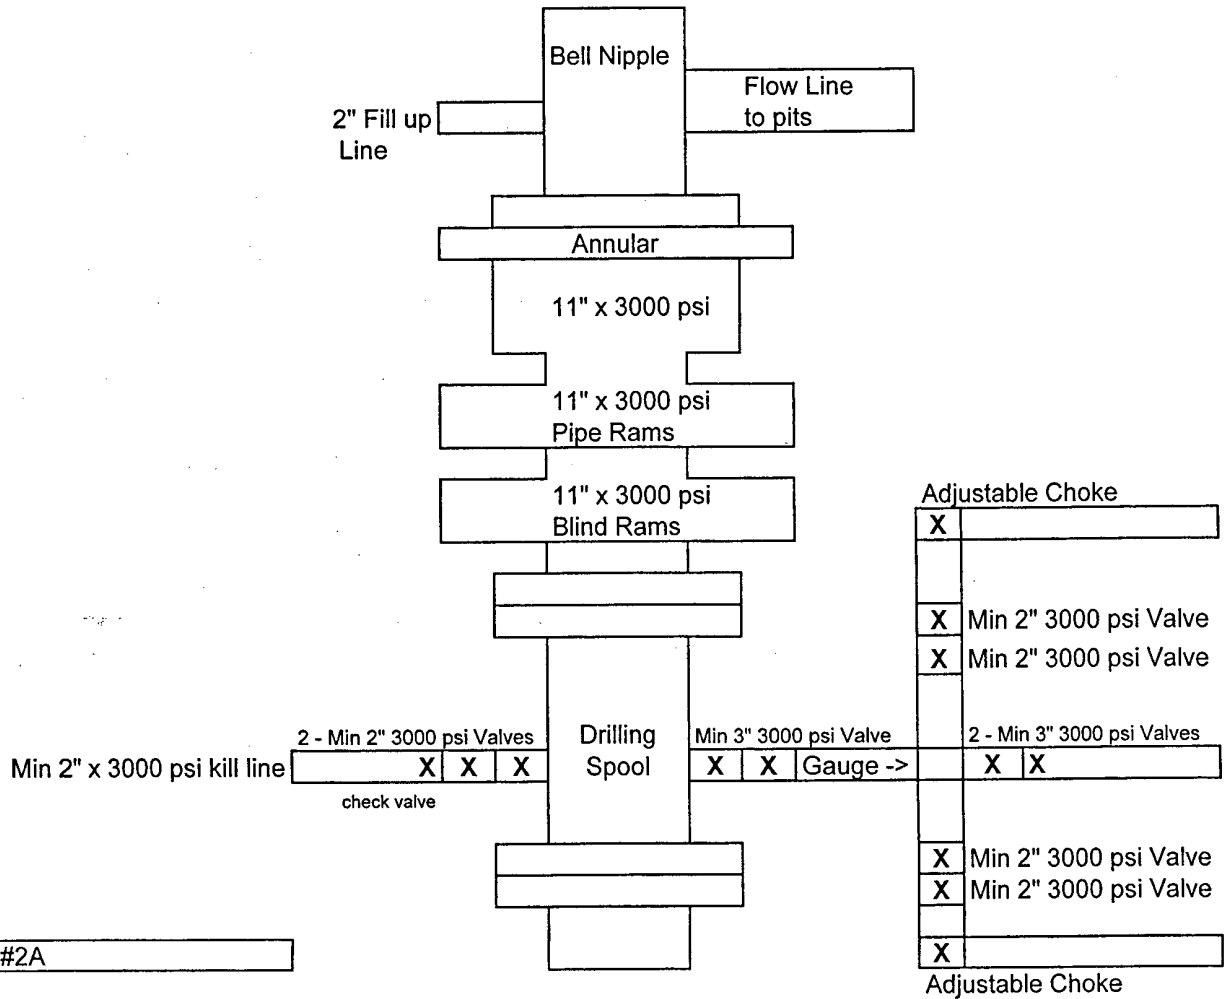 Bell Nipple
Flow Line
to pits
2" Fill up
Line
Annular
11" x 3000 psi
11" x 3000 psi
Pipe Rams
11" x 3000 psi
Blind Rams
Adjustable Choke
X
X Min 2" 3000 psi Valve
X Min 2" 3000 psi Valve
2 - Min 2" 3000 psi Valves
Drilling
Spool
Min 3" 3000 psi Valve
2 - Min 3" 3000 psi Valves
Min 2" x 3000 psi kill line
X X X
X X Gauge ->
X X
check valve
X Min 2" 3000 psi Valve
X Min 2" 3000 psi Valve
X
Adjustable Choke
#2A